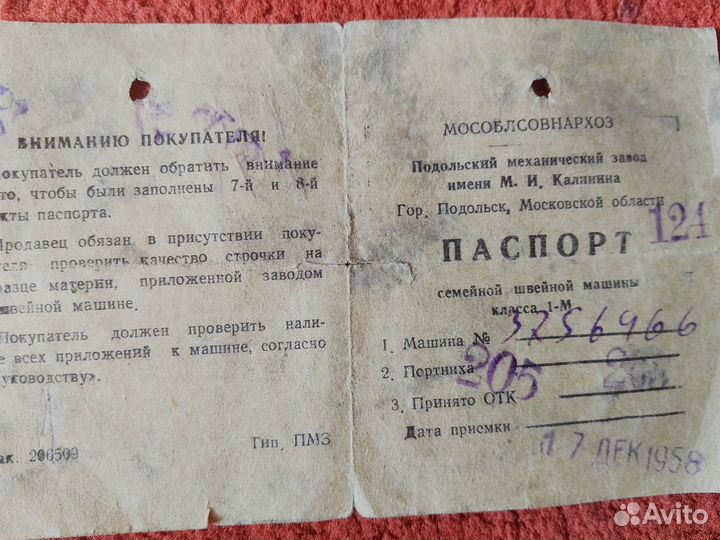 ВНИМАНИЮ ПОКУПАТЕЛЯ!
окупатель должен обратить внимание
то, чтобы были заполнены 7-й и 8-й
кты паспорта.
Продавец обязан в присутствии поку-
теля проверить качество строчки на
разце материи, приложенной заводом
швейной машине.
Покупатель должен проверить нали-
е всех приложений к машине, согласно
уководству».
ак. 206509 Тип. ПМЗ
МОСОБЛСОВНАРХОЗ
Подольский механический завод
имени М. И. Калинина
Гор. Подольск, Московской области
124
ПАСПОРТ
семейной швейной машины
класса 1-М
1. Машина № 3756466
2. Портниха 205
3. Принято ОТК
Дата приемки
17 ДЕК 1958
Avito